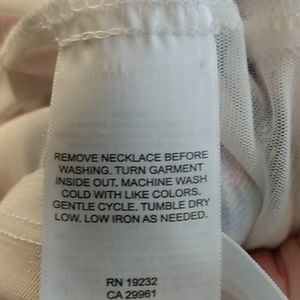 REMOVE NECKLACE BEFORE
WASHING. TURN GARMENT
INSIDE OUT. MACHINE WASH
COLD WITH LIKE COLORS.
GENTLE CYCLE. TUMBLE DRY
LOW. LOW IRON AS NEEDED.
RN 19232
CA 29961